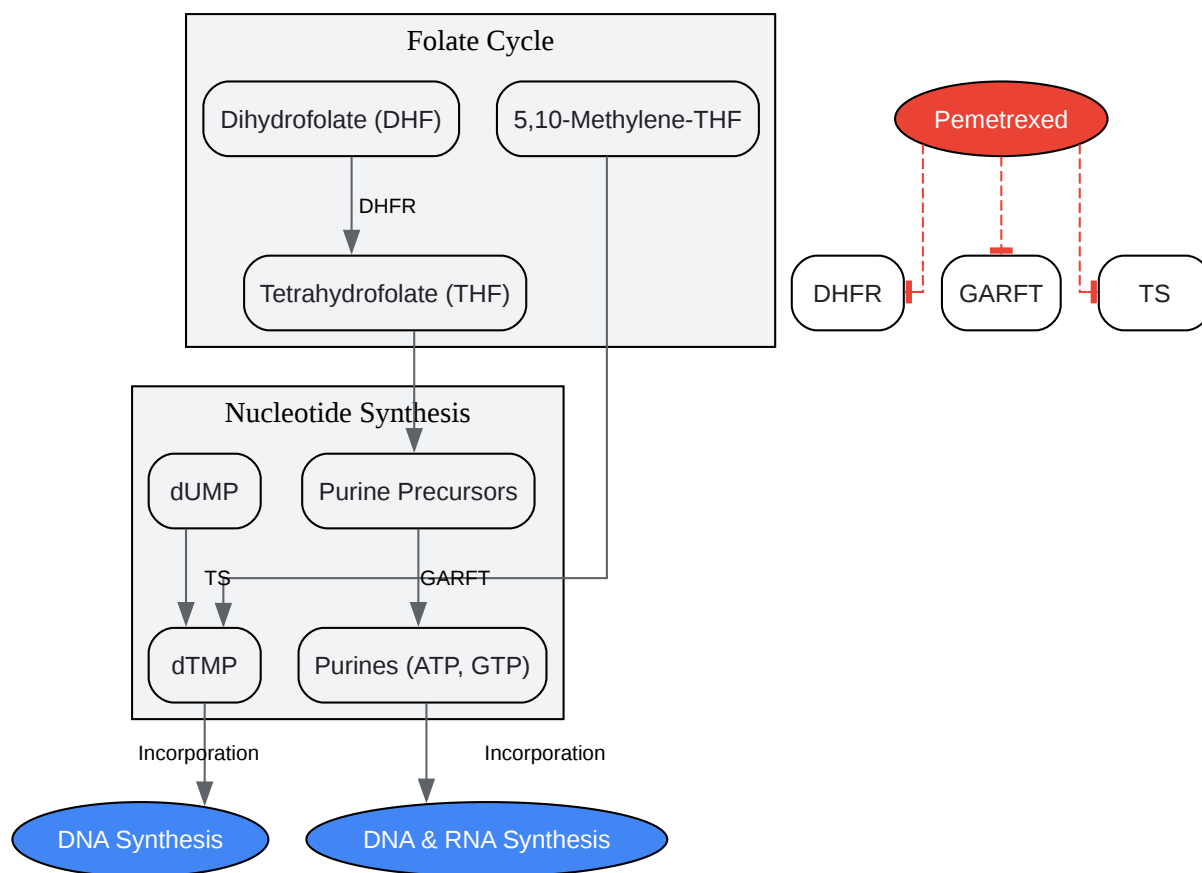 Folate Cycle
Dihydrofolate (DHF)
5,10-Methylene-THF
Pemetrexed
DHFR
Tetrahydrofolate (THF)
DHFR
GARFT
TS
Nucleotide Synthesis
dUMP
Purine Precursors
TS
GARFT
dTMP
Purines (ATP, GTP)
Incorporation
Incorporation
DNA Synthesis
DNA & RNA Synthesis